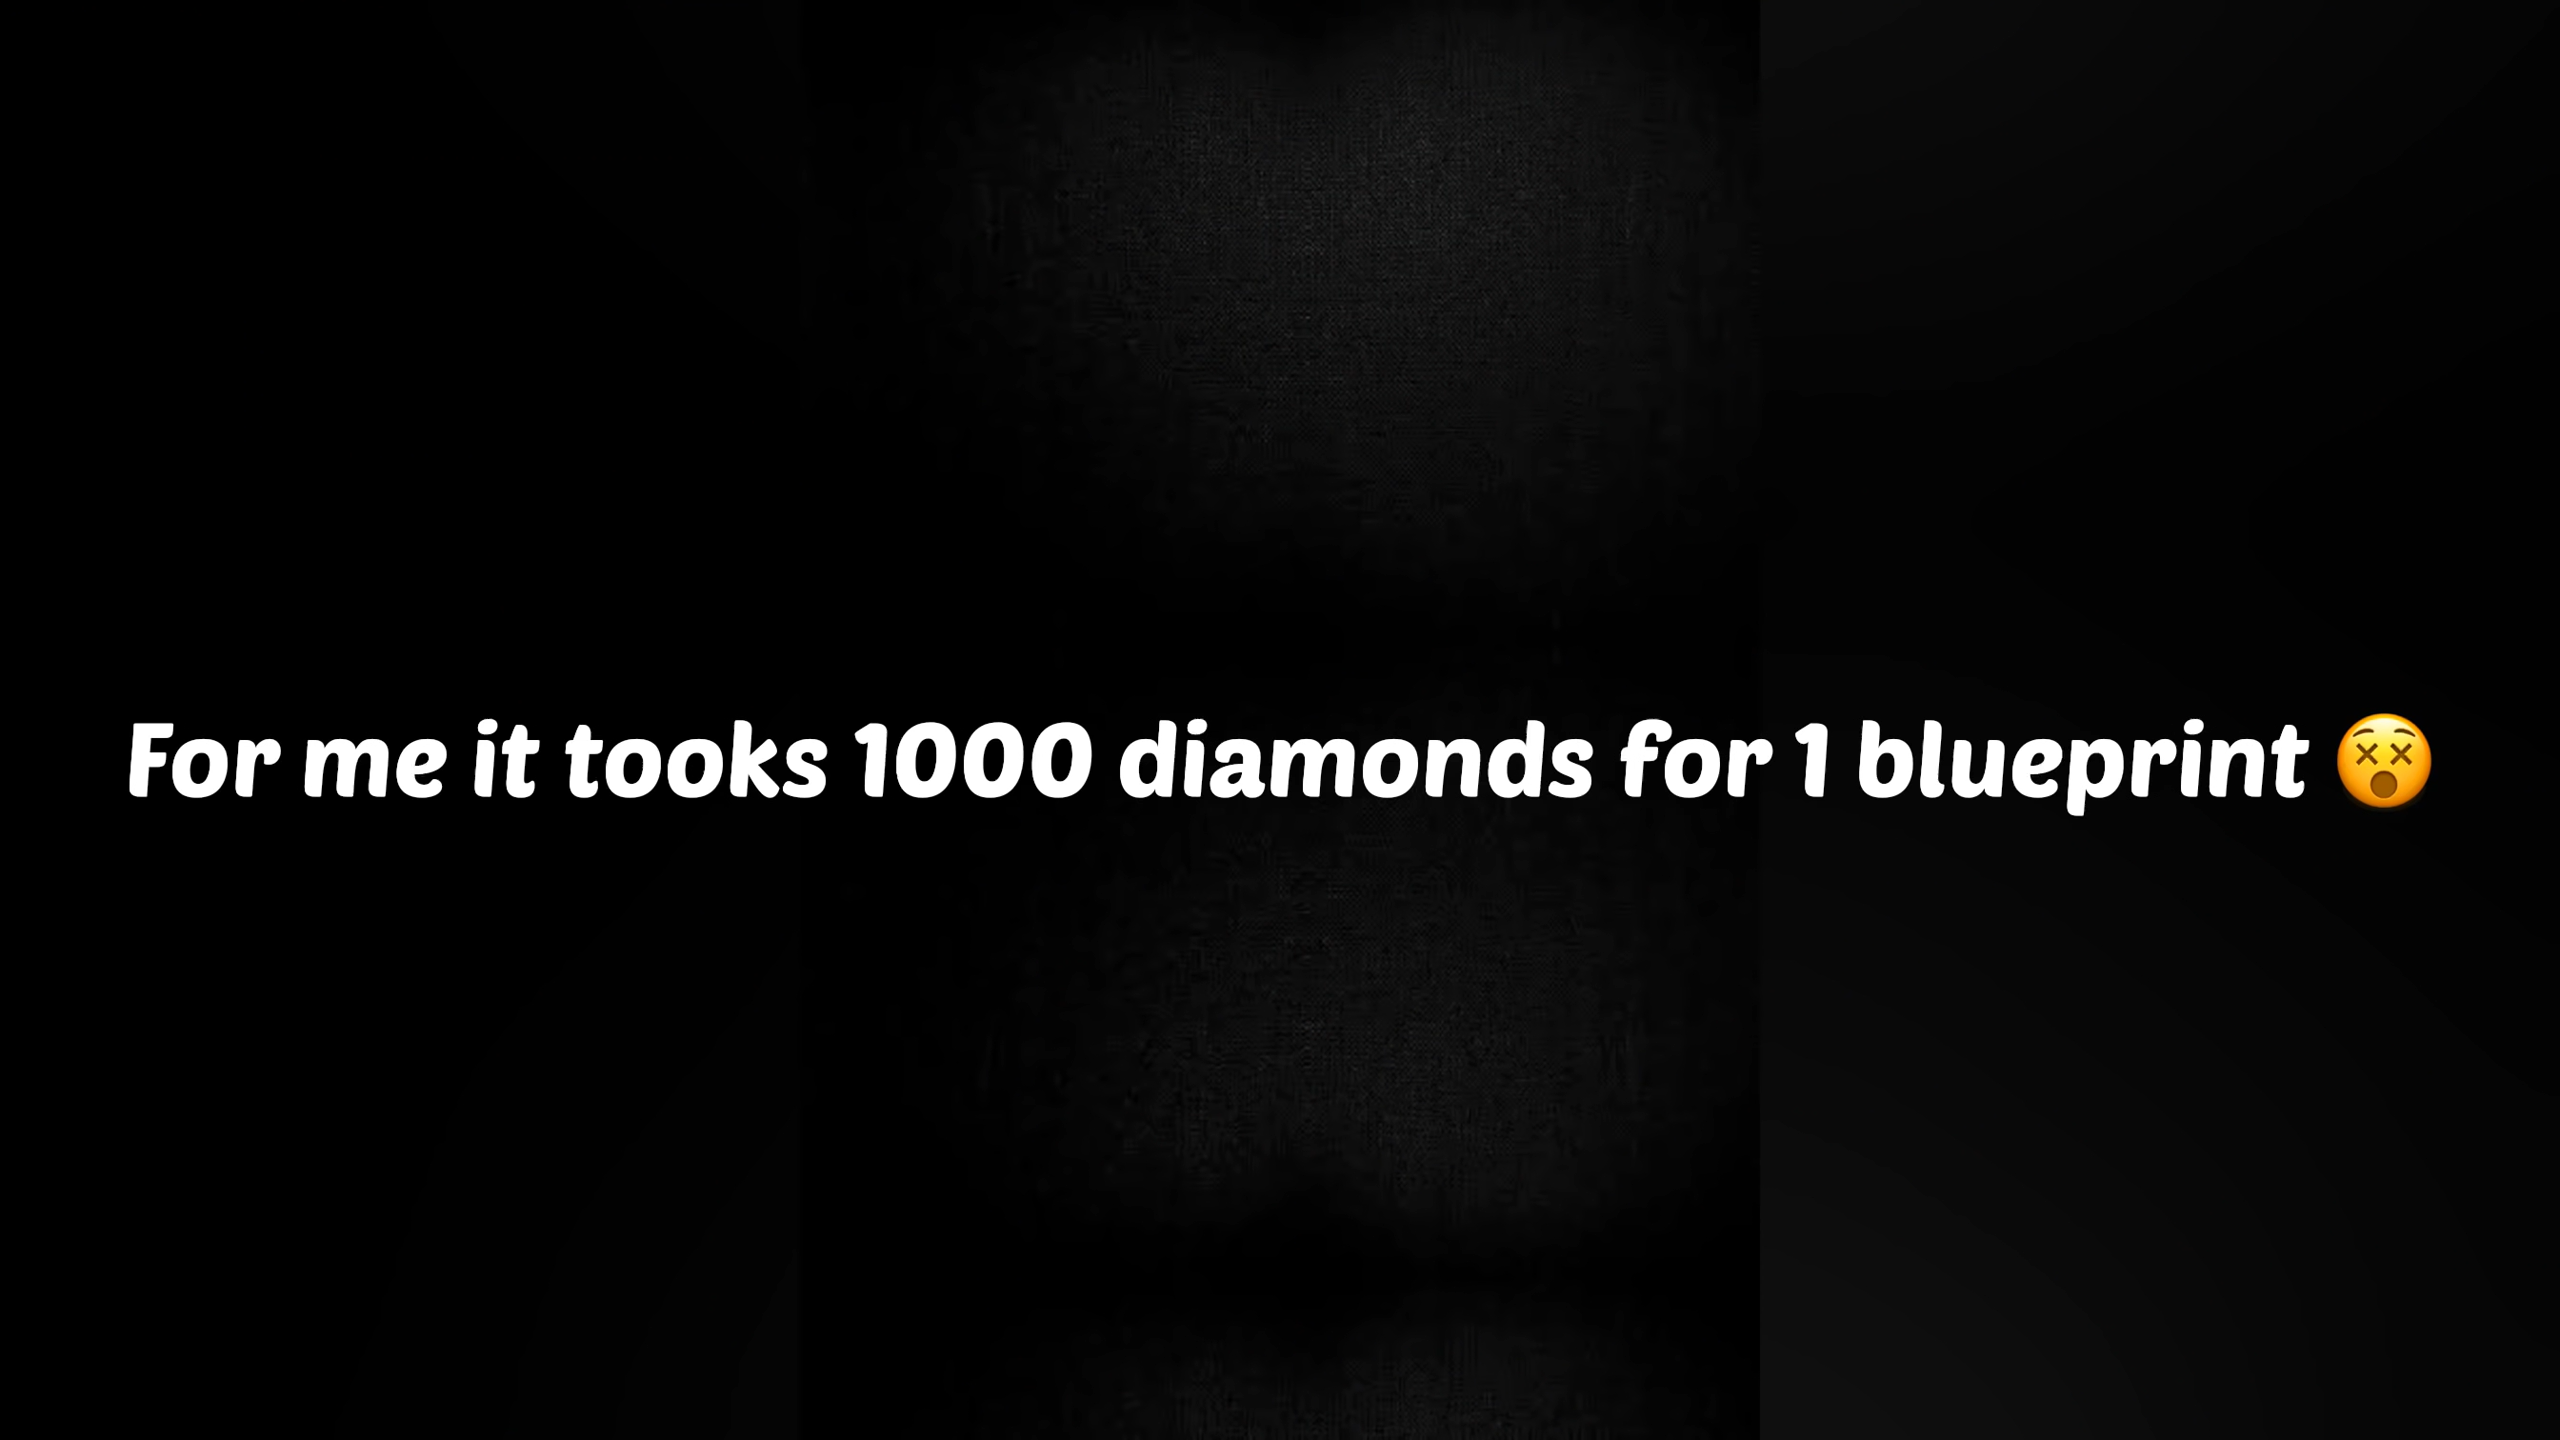 For me it tooks 1000 diamonds for 1 blueprint 😵